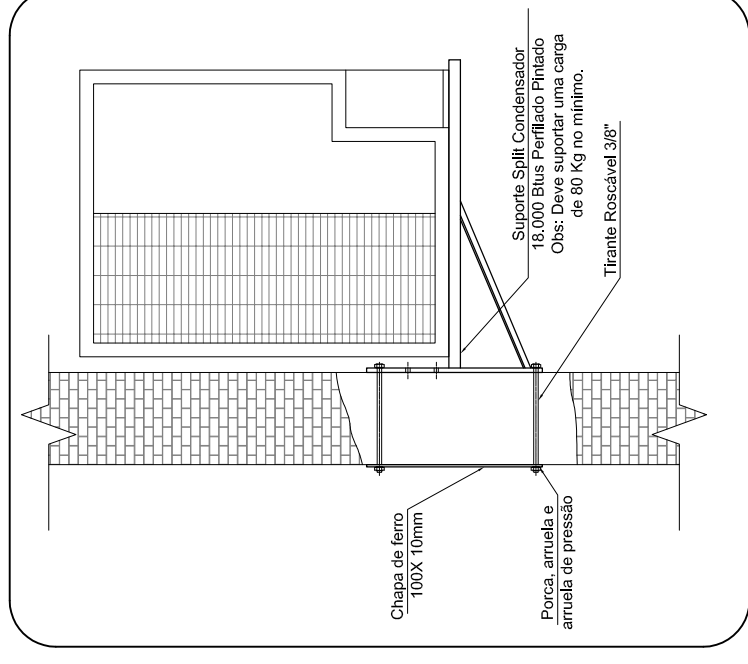 Suporte Split Condensador
18.000 Btus Perfilado Pintado
Obs: Deve suportar uma carga
de 80 Kg no mínimo.
Tirante Roscável 3/8"
Chapa de ferro
100X 10mm
Porca, arruela e
arruela de pressão